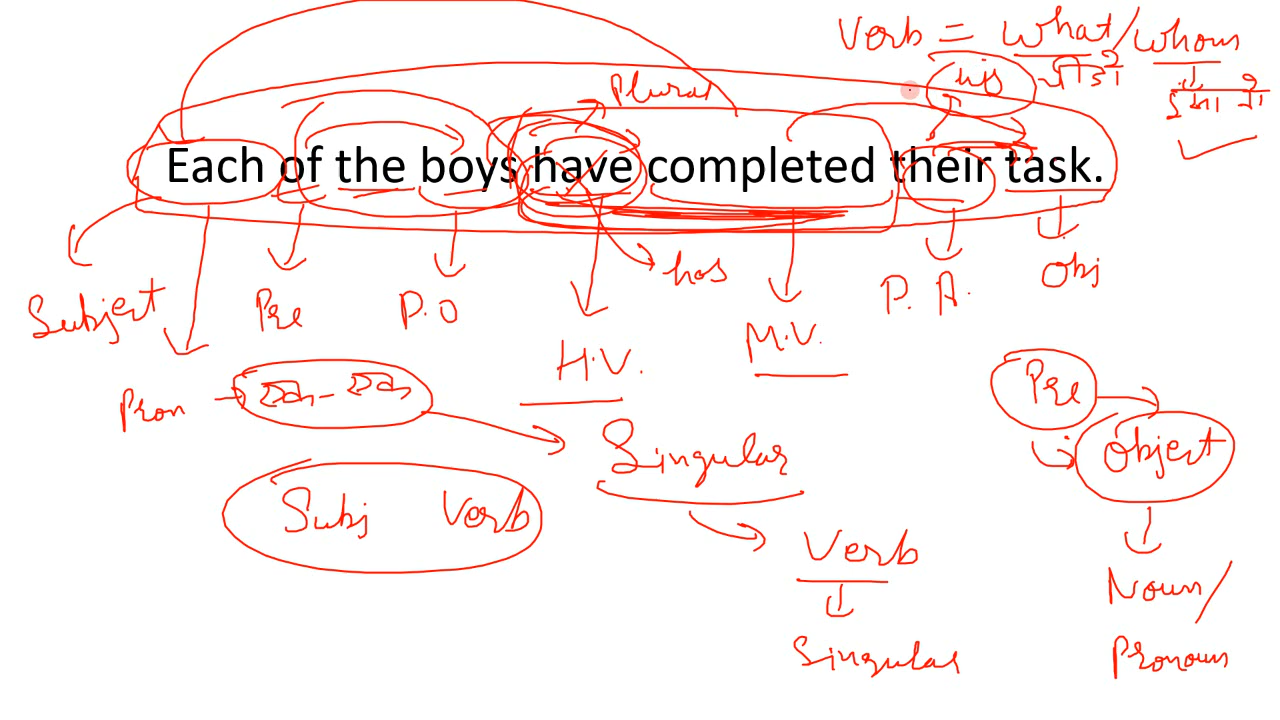 Verb = What/Whom
his
Plural
Each of the boys have completed their task.
has
Subject Pre P.O H.V. M.V. P. A. Obj
Pron
Singular
Pre
Object
Subj Verb
Verb
Singular
Noun/
Pronoun